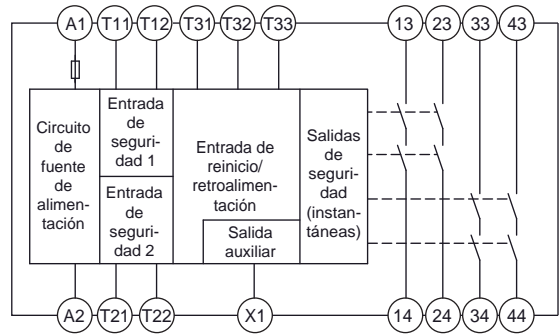 A1 T11 T12 T31 T32 T33 13 23 33 43
Circuito
de
fuente
de
alimen-
tación
Entrada
de
seguri-
dad 1
Entrada
de
seguri-
dad 2
Entrada de
reinicio/
retroalimen-
tación
Salida
auxiliar
Salidas
de
seguri-
dad
(instan-
táneas)
A2 T21 T22 X1 14 24 34 44